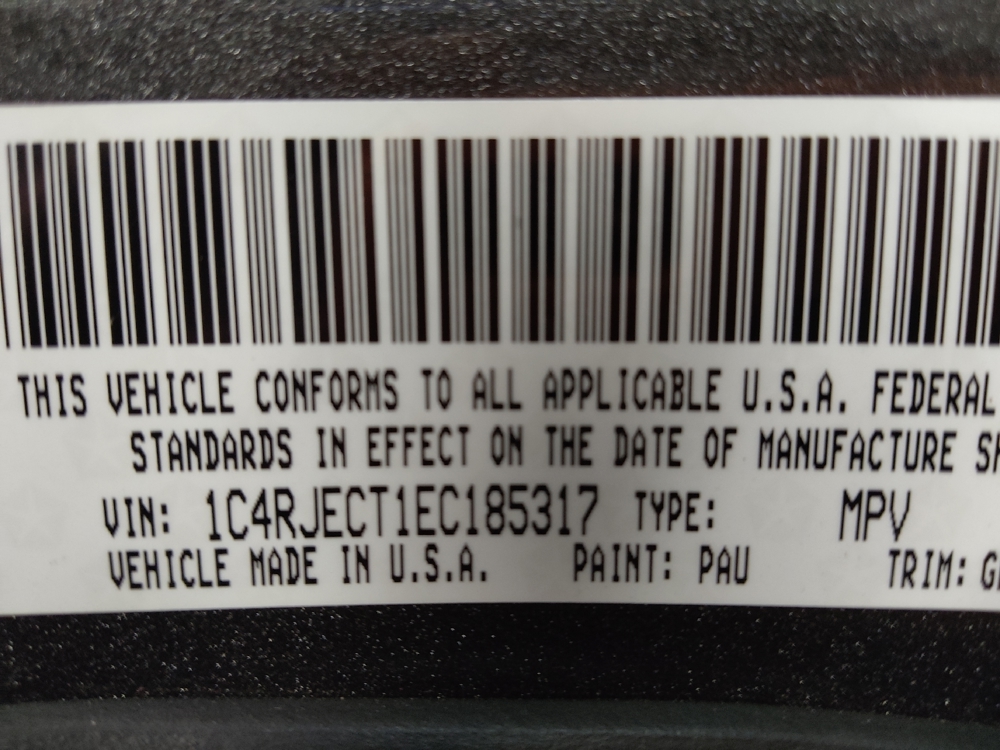 THIS VEHICLE CONFORMS TO ALL APPLICABLE U.S.A. FEDERAL
STANDARDS IN EFFECT ON THE DATE OF MANUFACTURE
VIN: 1C4RJECT1EC185317 TYPE: MPV
VEHICLE MADE IN U.S.A. PAINT: PAU TRIM: